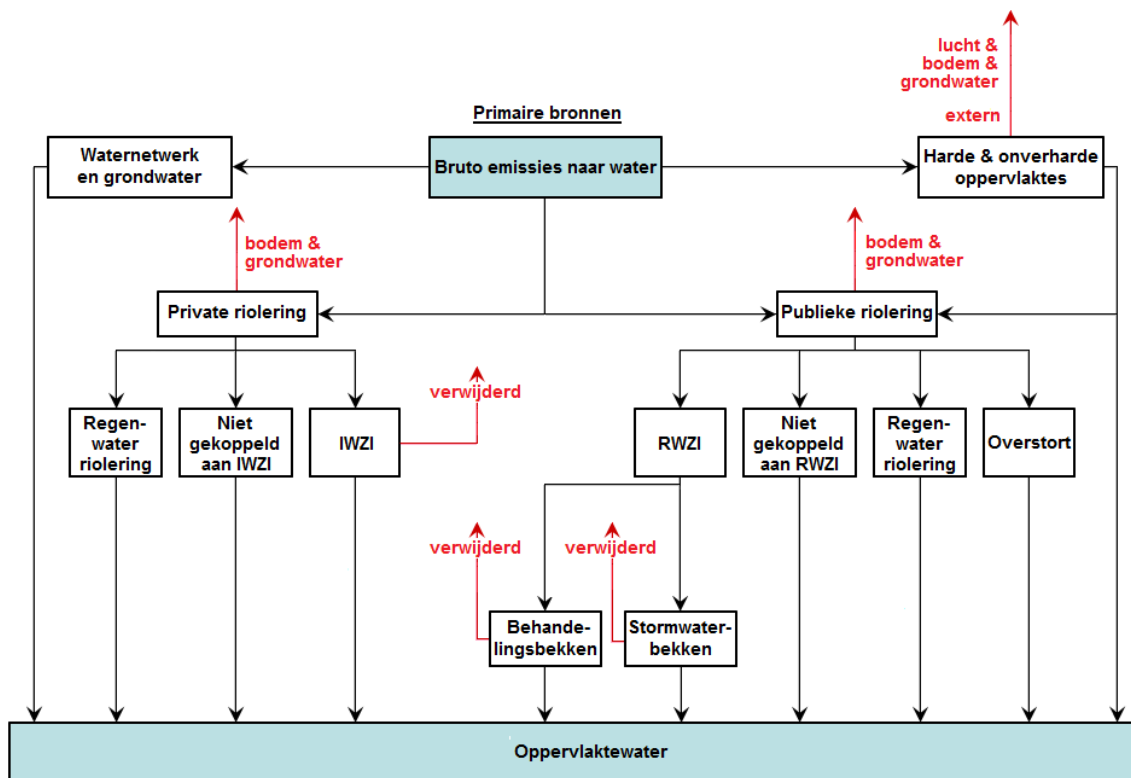 lucht &
bodem &
grondwater
extern
Primaire bronnen
Waternetwerk
en grondwater
Bruto emissies naar water
Harde & onverharde
oppervlaktes
bodem &
grondwater
bodem &
grondwater
Private riolering
Publieke riolering
verwijderd
Regen-
water
riolering
Niet
gekoppeld
aan IWZI
IWZI
RWZI
Niet
gekoppeld
aan RWZI
Regen-
water
riolering
Overstort
verwijderd
verwijderd
Behande-
lingsbekken
Stormwater-
bekken
Oppervlaktewater